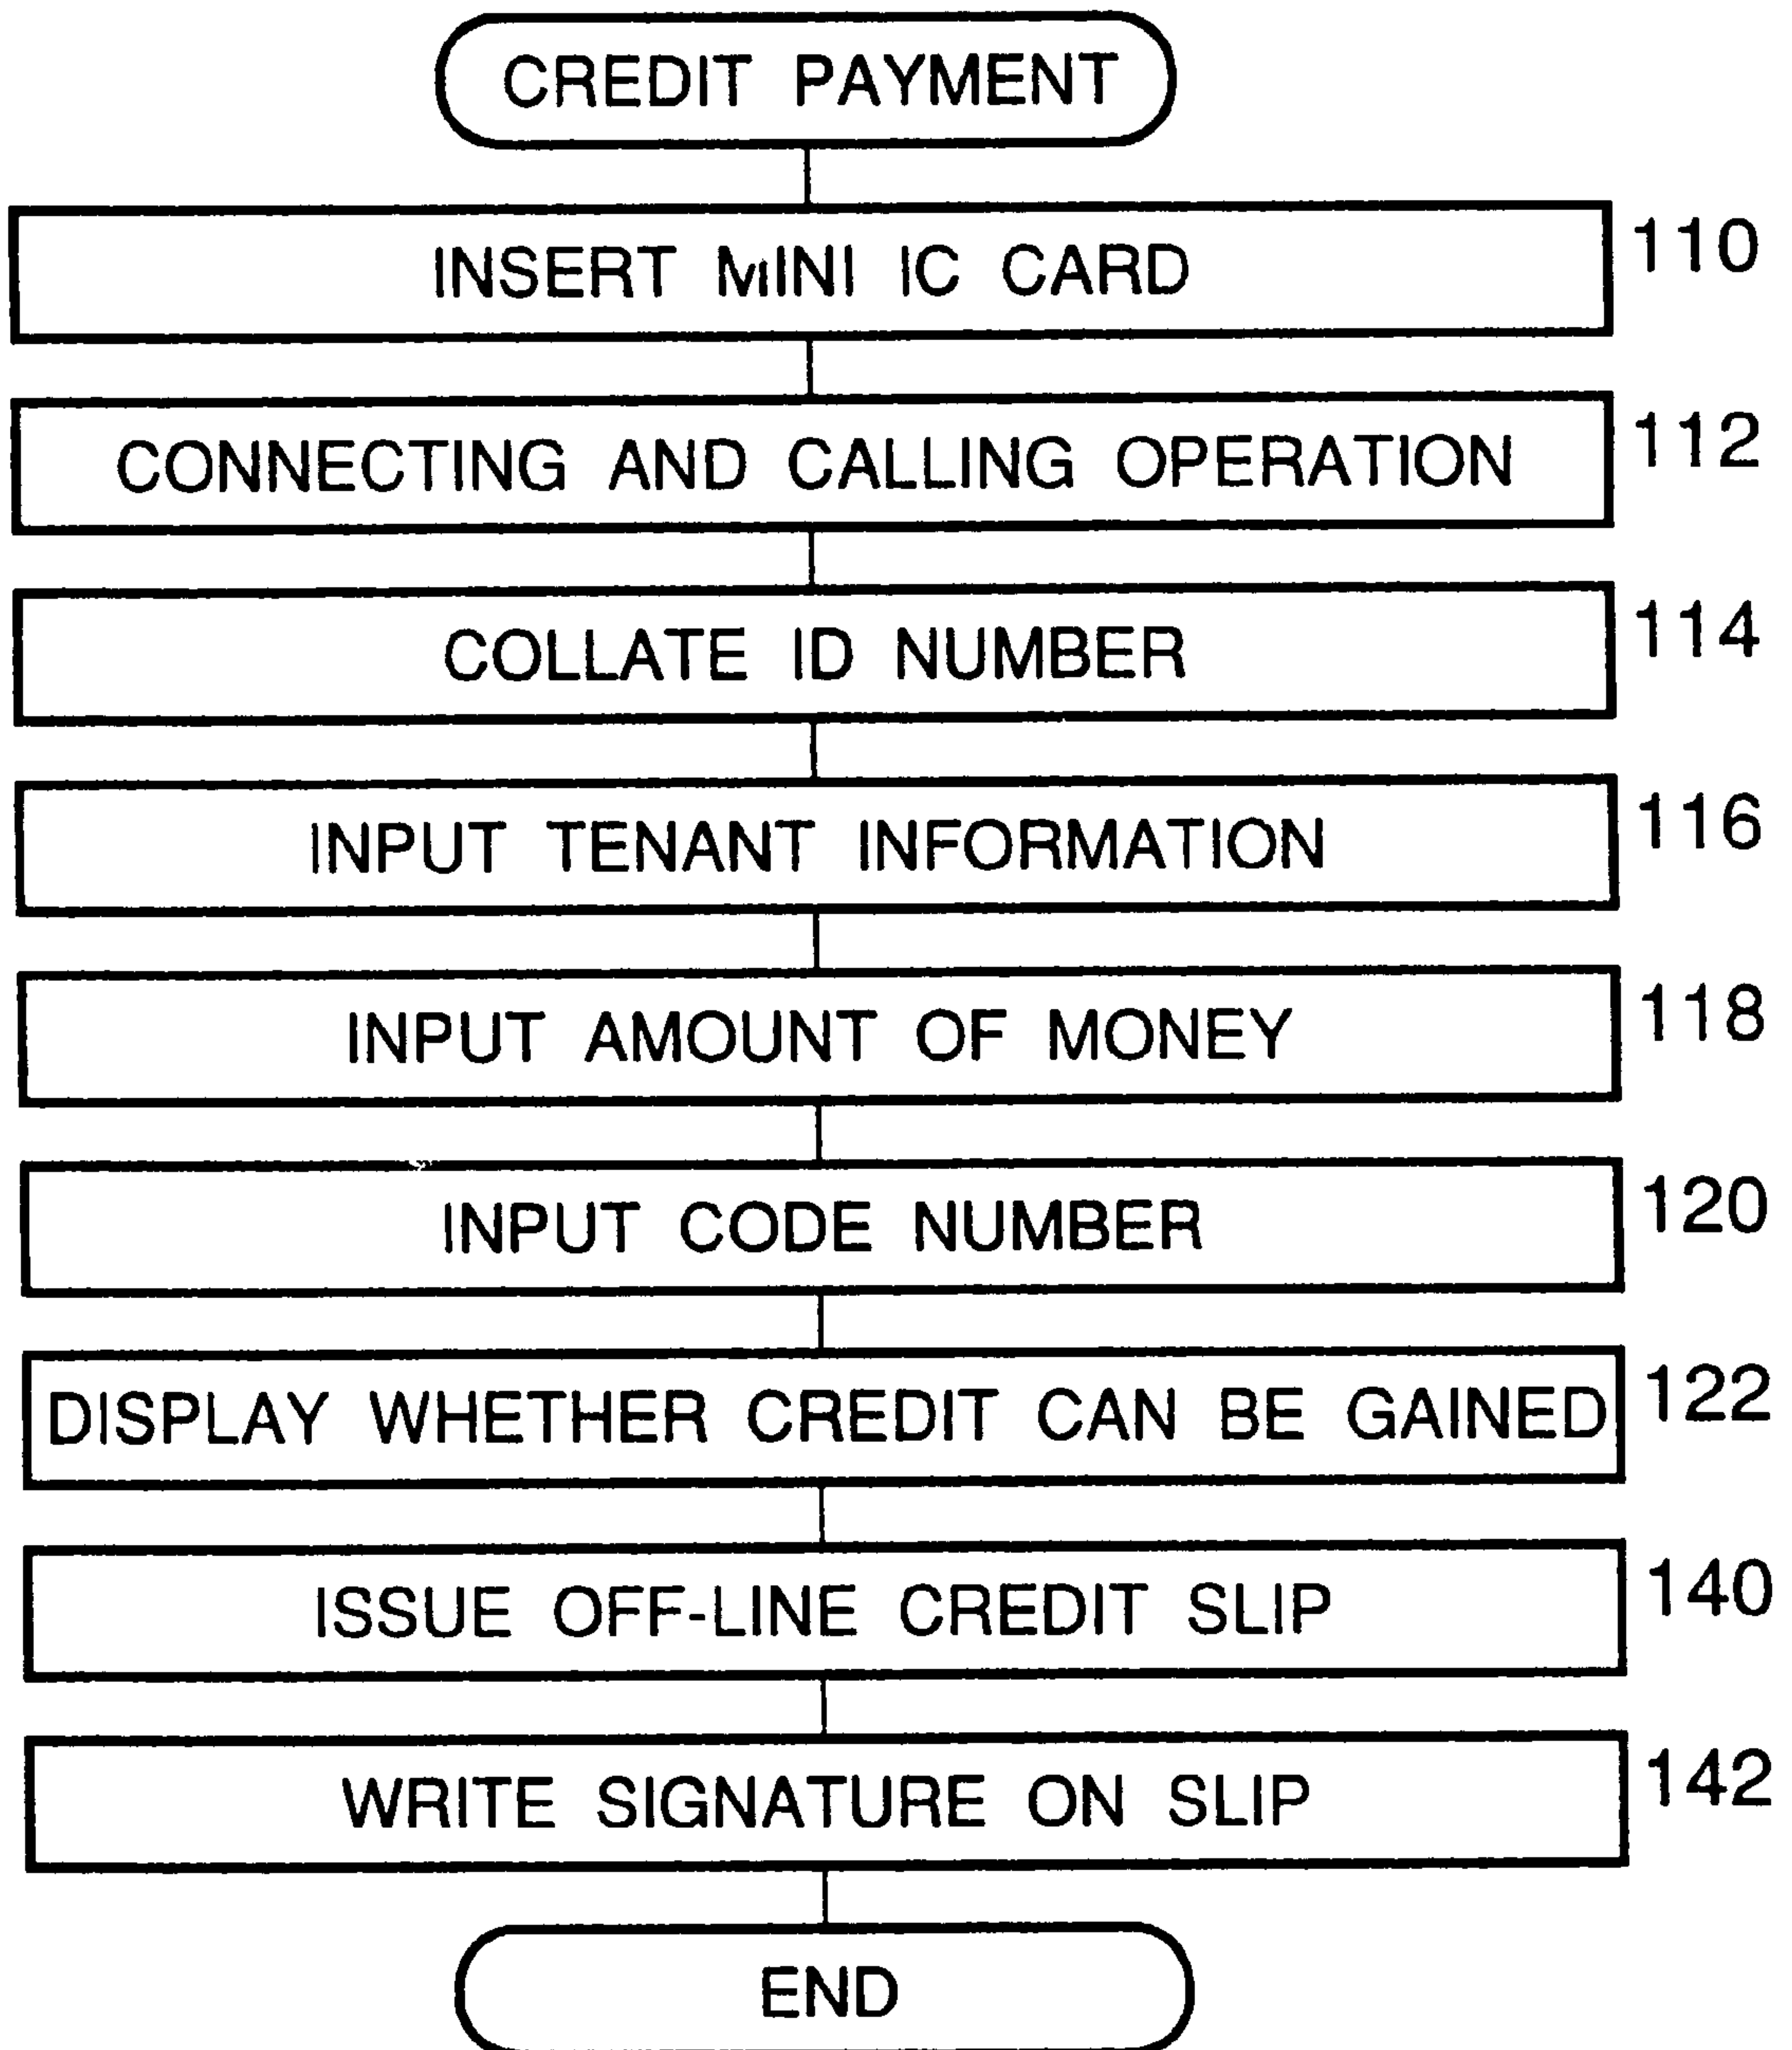 CREDIT PAYMENT
INSERT MINI IC CARD
110
CONNECTING AND CALLING OPERATION
112
COLLATE ID NUMBER
114
INPUT TENANT INFORMATION
116
INPUT AMOUNT OF MONEY
118
INPUT CODE NUMBER
120
DISPLAY WHETHER CREDIT CAN BE GAINED
122
ISSUE OFF-LINE CREDIT SLIP
140
WRITE SIGNATURE ON SLIP
142
END